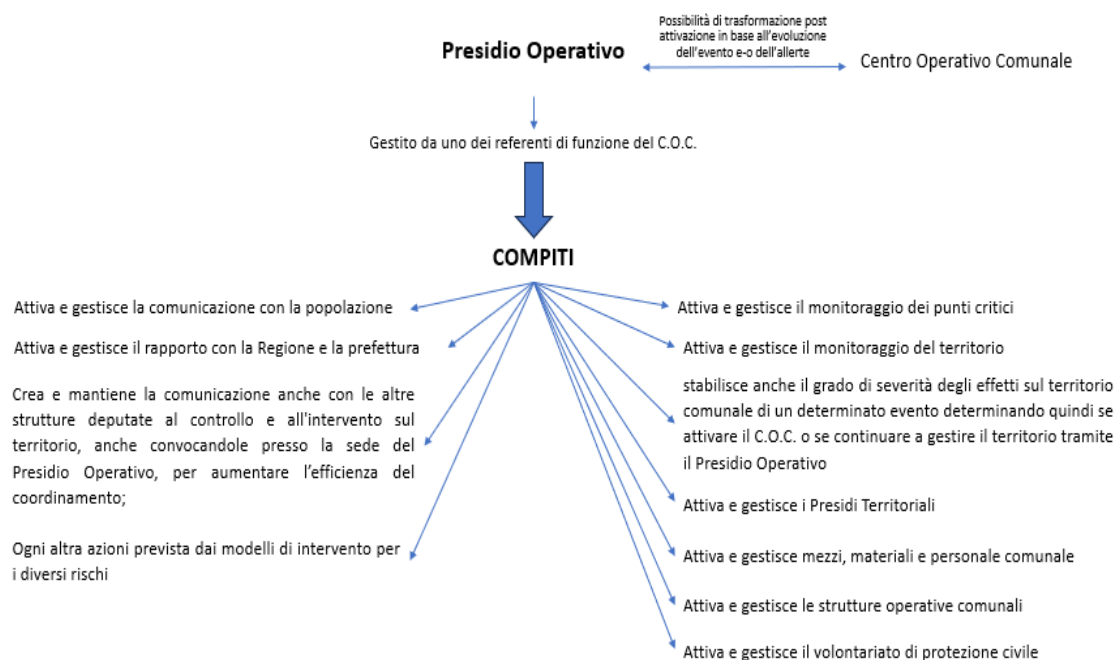 Possibilità di trasformazione post
attivazione in base all'evoluzione
dell'evento e-o dell'allerte
Presidio Operativo
Centro Operativo Comunale
Gestito da uno dei referenti di funzione del C.O.C.
COMPITI
Attiva e gestisce la comunicazione con la popolazione
Attiva e gestisce il rapporto con la Regione e la prefettura
Crea e mantiene la comunicazione anche con le altre
strutture deputate al controllo e all'intervento sul
territorio, anche convocandole presso la sede del
Presidio Operativo, per aumentare l'efficienza del
coordinamento;
Ogni altra azioni prevista dai modelli di intervento per
i diversi rischi
Attiva e gestisce il monitoraggio dei punti critici
Attiva e gestisce il monitoraggio del territorio
stabilisce anche il grado di severità degli effetti sul territorio
comunale di un determinato evento determinando quindi se
attivare il C.O.C. o se continuare a gestire il territorio tramite
il Presidio Operativo
Attiva e gestisce i Presidi Territoriali
Attiva e gestisce mezzi, materiali e personale comunale
Attiva e gestisce le strutture operative comunali
Attiva e gestisce il volontariato di protezione civile